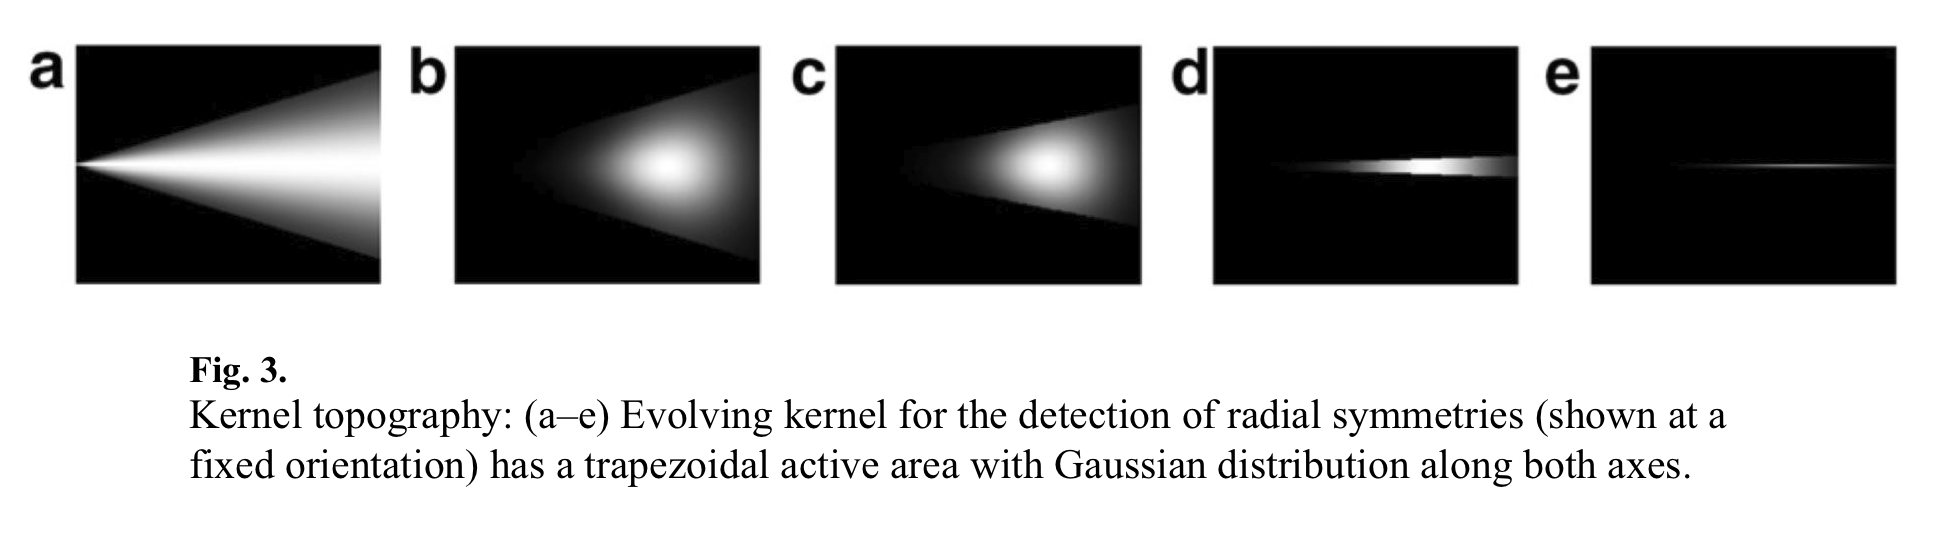 a b c d e
Fig. 3.
Kernel topography: (a–e) Evolving kernel for the detection of radial symmetries (shown at a
fixed orientation) has a trapezoidal active area with Gaussian distribution along both axes.